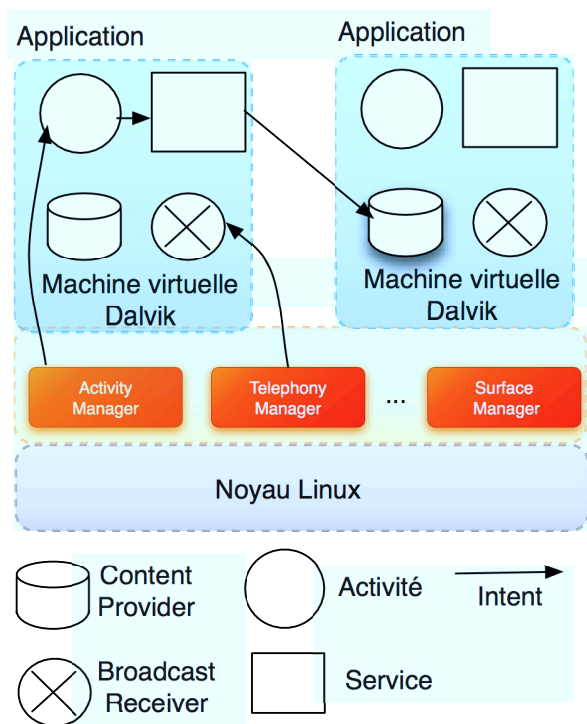 Application
Application
Machine virtuelle
Dalvik
Machine virtuelle
Dalvik
Activity
Manager
Telephony
Manager
...
Surface
Manager
Noyau Linux
Content
Provider
Activité
Intent
Broadcast
Receiver
Service